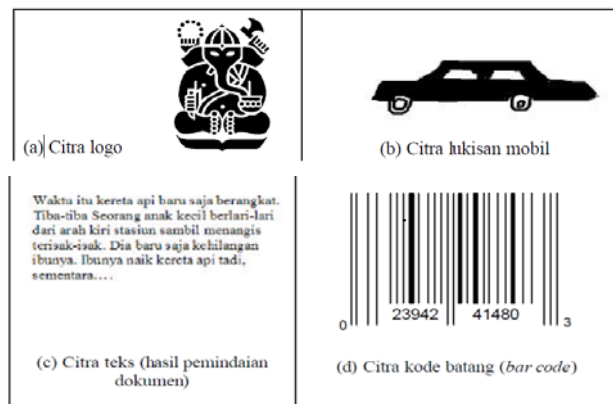 (a) Citra logo
(b) Citra lukisan mobil
Waktu itu kereta api baru saja berangkat.
Tiba-tiba Seorang anak kecil berlari-lari
dari arah kiri stasiun sambil menangis
terisak-isak. Dia baru saja kehilangan
ibunya. Ibunya naik kereta api tadi,
sementara....
(c) Citra teks (hasil pemindaian
dokumen)
0 23942 41480 3
(d) Citra kode batang (bar code)